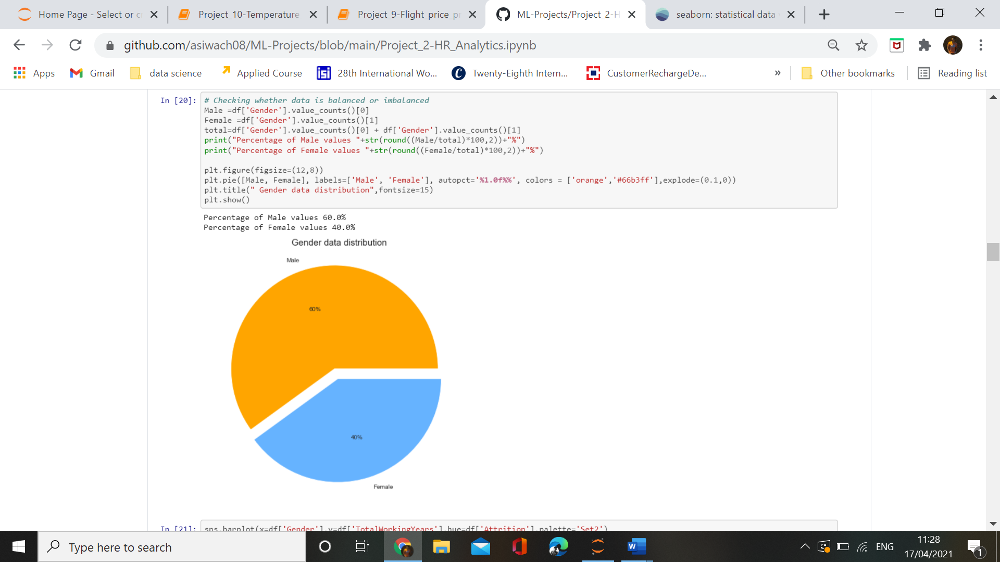 Home Page - Select or c
Project_10-Temperature_
Project_9-Flight_price_pr
ML-Projects/Project_2-H
seaborn: statistical data
github.com/asiwach08/ML-Projects/blob/main/Project_2-HR_Analytics.ipynb
Apps
Gmail
data science
Applied Course
28th International Wo...
Twenty-Eighth Intern...
CustomerRechargeDe...
»
Other bookmarks
Reading list
In [20]:
# Checking whether data is balanced or imbalanced
Male =df['Gender'].value_counts()[0]
Female =df['Gender'].value_counts()[1]
total=df['Gender'].value_counts()[0] + df['Gender'].value_counts()[1]
print("Percentage of Male values "+str(round((Male/total)*100,2))+"%")
print("Percentage of Female values "+str(round((Female/total)*100,2))+"%")
plt.figure(figsize=(12,8))
plt.pie([Male, Female], labels=['Male', 'Female'], autopct='%1.0f%%', colors = ['orange','#66b3ff'],explode=(0.1,0))
plt.title(" Gender data distribution",fontsize=15)
plt.show()
Percentage of Male values 60.0%
Percentage of Female values 40.0%
Gender data distribution
Male
60%
40%
Female
In [21]:
sns.barplot(x=df['Gender'],y=df['TotalWorkingYears'],hue=df['Attrition'],palette='Set2')
Type here to search
ENG
11:28
17/04/2021
1